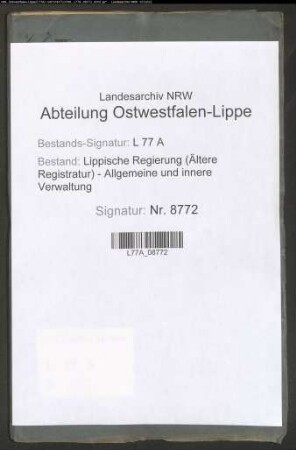 Landesarchiv NRW
Abteilung Ostwestfalen-Lippe
Bestands-Signatur: L 77 A
Bestand: Lippische Regierung (Ältere
Registratur) - Allgemeine und innere
Verwaltung
Signatur: Nr. 8772
L77A_08772